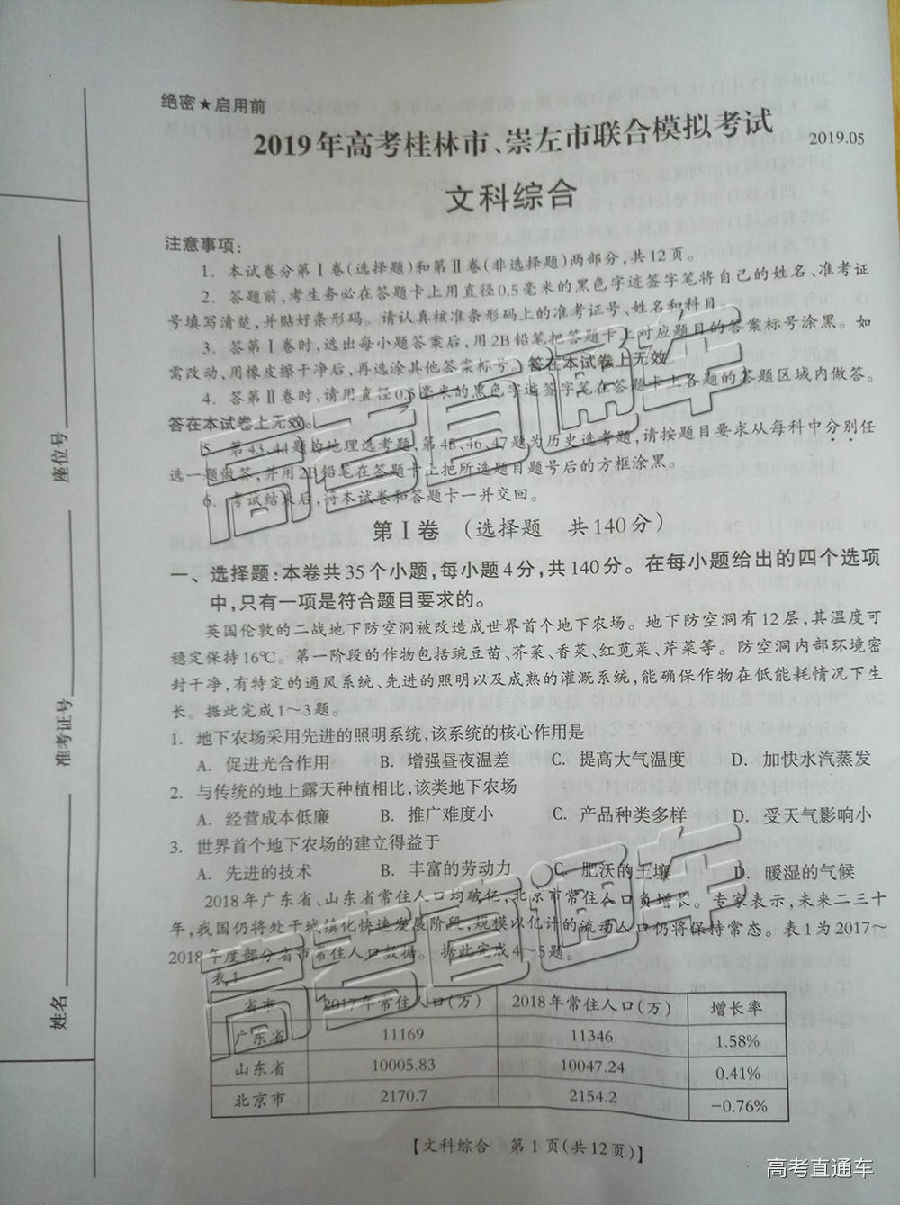 绝密★启用前
2019年高考桂林市、崇左市联合模拟考试
2019.05
文科综合
注意事项:
1. 本试卷分第Ⅰ卷(选择题)和第Ⅱ卷(非选择题)两部分,共12页。
2. 答题前,考生务必在答题卡上用直径0.5毫米的黑色字迹签字笔将自己的姓名、准考证
号填写清楚,并贴好条形码。请认真核准条形码上的准考证号、姓名和科目。
3. 答第Ⅰ卷时,选出每小题答案后,用2B铅笔把答题卡上对应题目的答案标号涂黑。如
需改动,用橡皮擦干净后,再选涂其他答案标号。答在本试卷上无效。
4. 答第Ⅱ卷时,请用直径0.5毫米的黑色字迹签字笔在答题卡上各题的答题区域内做答。
答在本试卷上无效。
5. 第43、44题为地理选考题,第45、46、47题为历史选考题,请按题目要求从每科中分别任
选一题做答,并用2B铅笔在答题卡上把所选题目题号后的方框涂黑。
6. 考试结束后,将本试卷和答题卡一并交回。
第Ⅰ卷 (选择题 共140分)
一、选择题:本卷共35个小题,每小题4分,共140分。在每小题给出的四个选项
中,只有一项是符合题目要求的。
英国伦敦的二战地下防空洞被改造成世界首个地下农场。地下防空洞有12层,其温度可
稳定保持16℃。第一阶段的作物包括豌豆苗、芥菜、香菜、红苋菜、芹菜等。防空洞内部环境密
封干净,有特定的通风系统、先进的照明以及成熟的灌溉系统,能确保作物在低能耗情况下生
长。据此完成1~3题。
1. 地下农场采用先进的照明系统,该系统的核心作用是
A. 促进光合作用 B. 增强昼夜温差 C. 提高大气温度 D. 加快水汽蒸发
2. 与传统的地上露天种植相比,该类地下农场
A. 经营成本低廉 B. 推广难度小 C. 产品种类多样 D. 受天气影响小
3. 世界首个地下农场的建立得益于
A. 先进的技术 B. 丰富的劳动力 C. 肥沃的土壤 D. 暖湿的气候
2018年广东省、山东省常住人口均破亿,北京市常住人口负增长。专家表示,未来二三十
年,我国仍将处于城镇化快速发展阶段,规模以亿计的流动人口仍将保持常态。表1为2017~
2018年度部分省市常住人口数据。据此完成4~5题。
表1
省市 2017年常住人口(万) 2018年常住人口(万) 增长率
广东省 11169 11346 1.58%
山东省 10005.83 10047.24 0.41%
北京市 2170.7 2154.2 -0.76%
【文科综合 第1页(共12页)】
座位号
准考证号
姓名
高考直通车
高考直通车
高考直通车